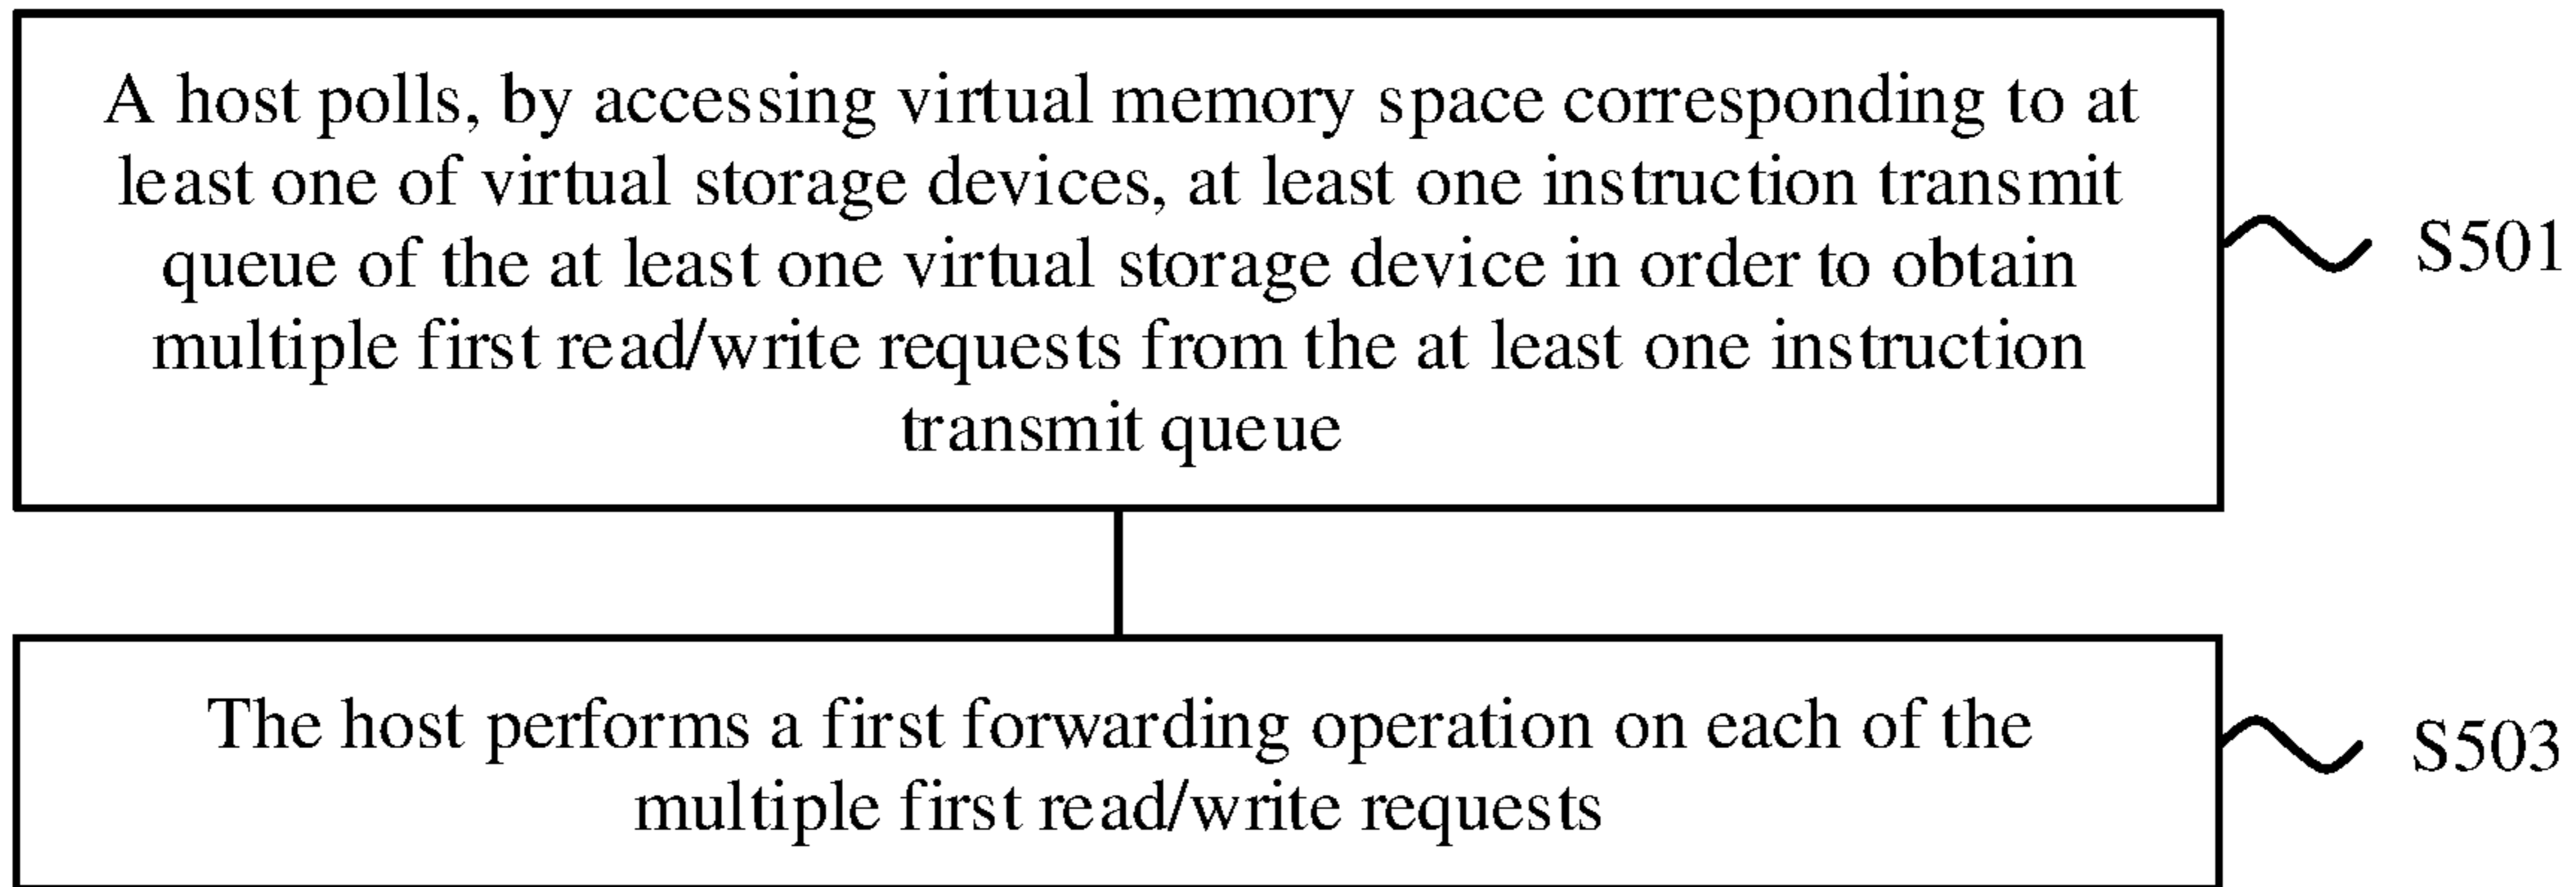 A host polls, by accessing virtual memory space corresponding to at
least one of virtual storage devices, at least one instruction transmit
queue of the at least one virtual storage device in order to obtain
multiple first read/write requests from the at least one instruction
transmit queue
S501
The host performs a first forwarding operation on each of the
multiple first read/write requests
S503